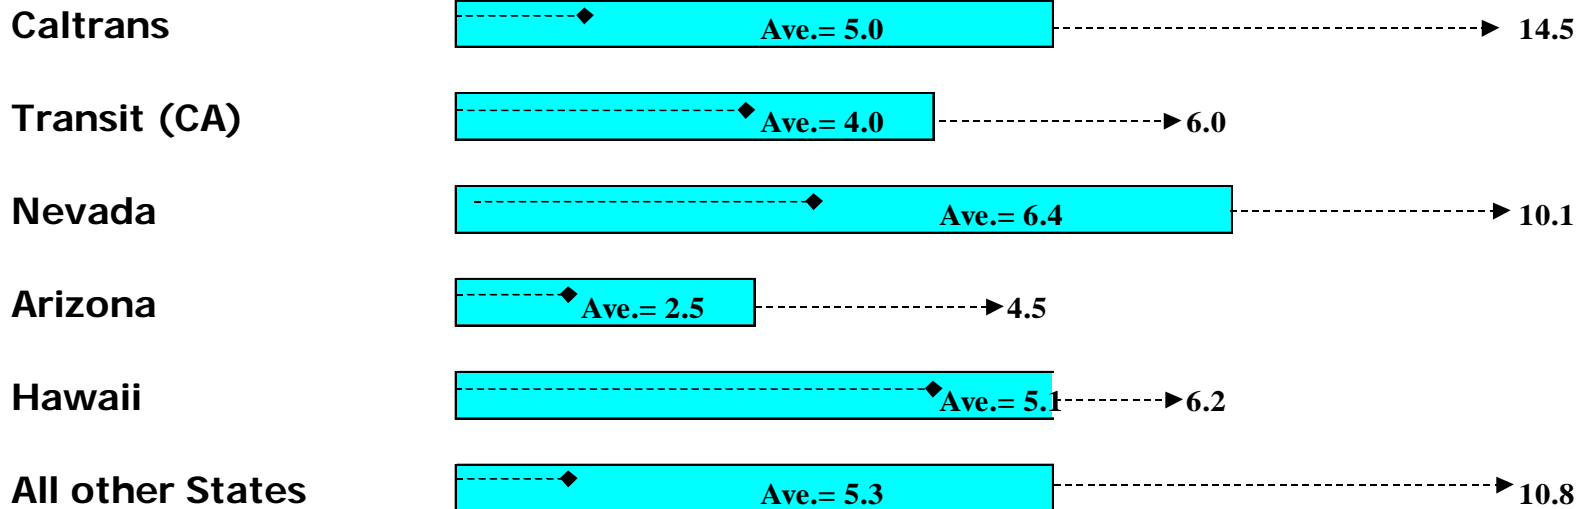 Caltrans Ave.= 5.0 14.5
Transit (CA) Ave.= 4.0 6.0
Nevada Ave.= 6.4 10.1
Arizona Ave.= 2.5 4.5
Hawaii Ave.= 5.1 6.2
All other States Ave.= 5.3 10.8